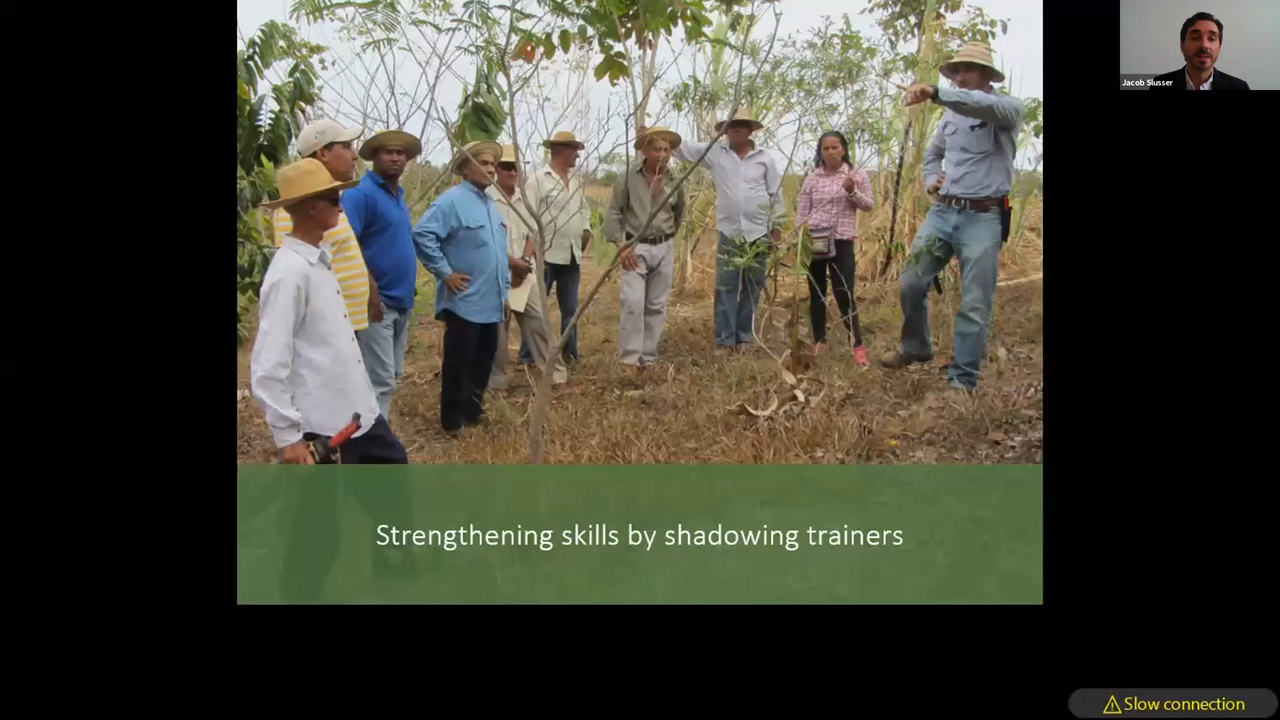 Jacob Slusser
Strengthening skills by shadowing trainers
Slow connection